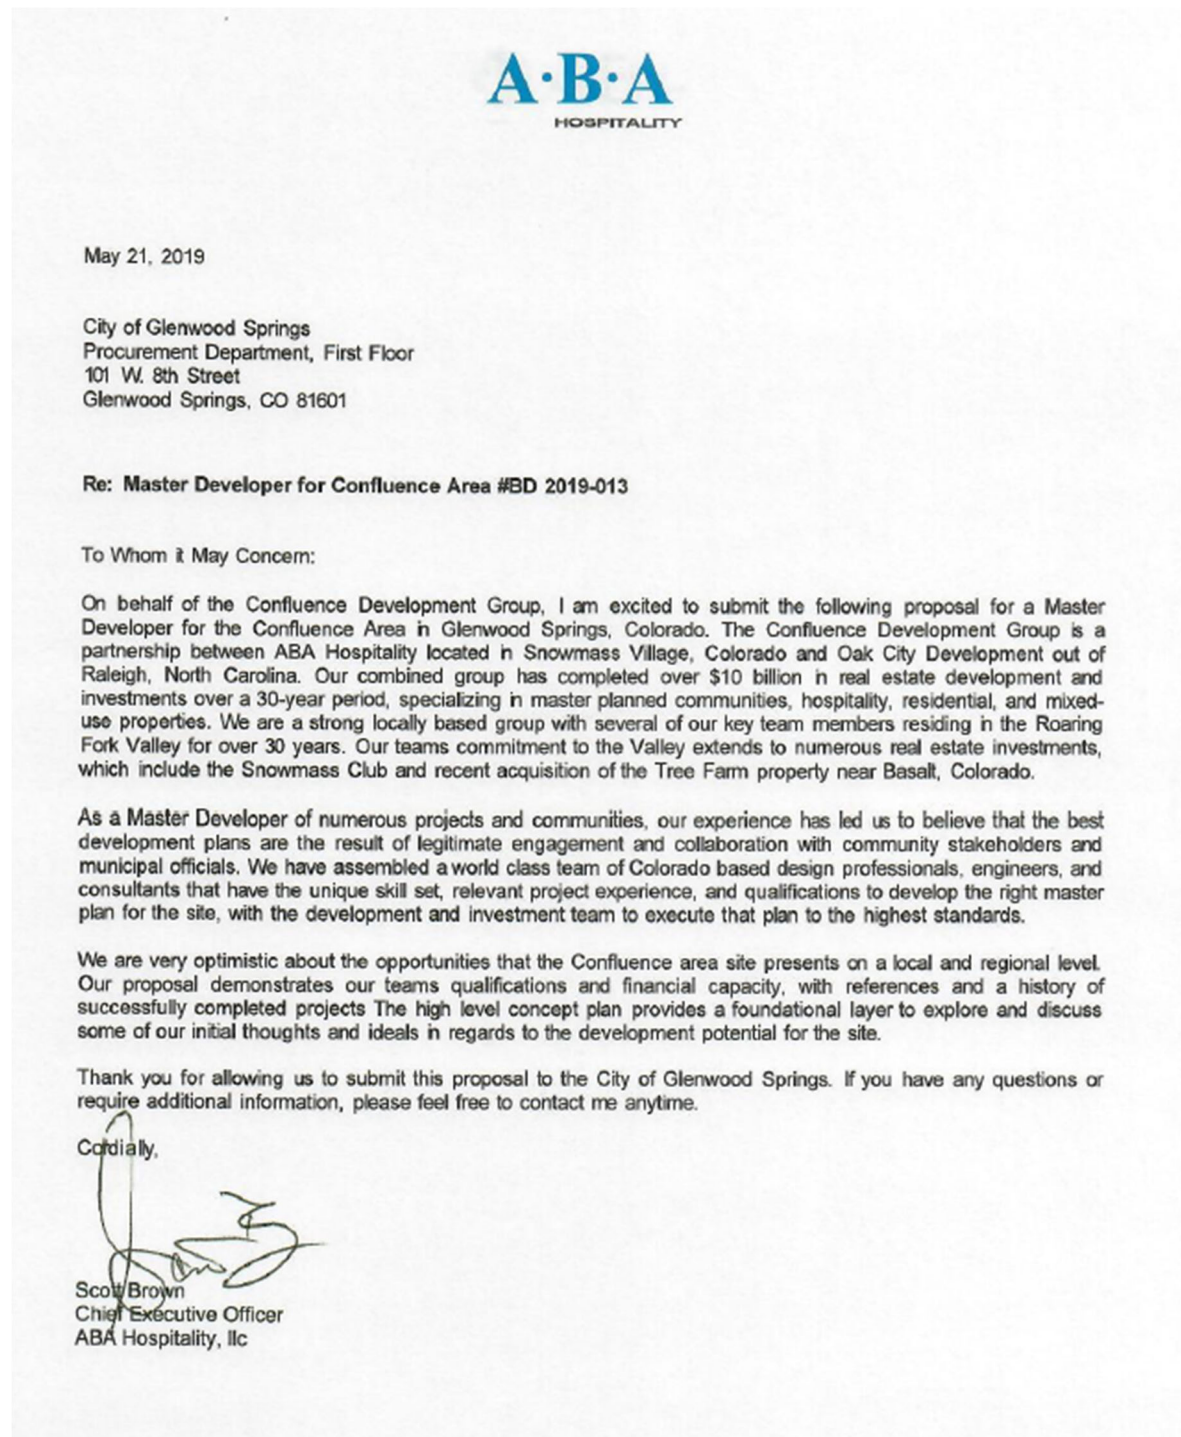 A·B·A
HOSPITALITY
May 21, 2019
City of Glenwood Springs
Procurement Department, First Floor
101 W. 8th Street
Glenwood Springs, CO 81601
Re: Master Developer for Confluence Area #BD 2019-013
To Whom it May Concern:
On behalf of the Confluence Development Group, I am excited to submit the following proposal for a Master
Developer for the Confluence Area in Glenwood Springs, Colorado. The Confluence Development Group is a
partnership between ABA Hospitality located in Snowmass Village, Colorado and Oak City Development out of
Raleigh, North Carolina. Our combined group has completed over $10 billion in real estate development and
investments over a 30-year period, specializing in master planned communities, hospitality, residential, and mixed-
use properties. We are a strong locally based group with several of our key team members residing in the Roaring
Fork Valley for over 30 years. Our teams commitment to the Valley extends to numerous real estate investments,
which include the Snowmass Club and recent acquisition of the Tree Farm property near Basalt, Colorado.
As a Master Developer of numerous projects and communities, our experience has led us to believe that the best
development plans are the result of legitimate engagement and collaboration with community stakeholders and
municipal officials. We have assembled a world class team of Colorado based design professionals, engineers, and
consultants that have the unique skill set, relevant project experience, and qualifications to develop the right master
plan for the site, with the development and investment team to execute that plan to the highest standards.
We are very optimistic about the opportunities that the Confluence area site presents on a local and regional level.
Our proposal demonstrates our teams qualifications and financial capacity, with references and a history of
successfully completed projects The high level concept plan provides a foundational layer to explore and discuss
some of our initial thoughts and ideals in regards to the development potential for the site.
Thank you for allowing us to submit this proposal to the City of Glenwood Springs. If you have any questions or
require additional information, please feel free to contact me anytime.
Cordially,
Scott Brown
Chief Executive Officer
ABA Hospitality, llc